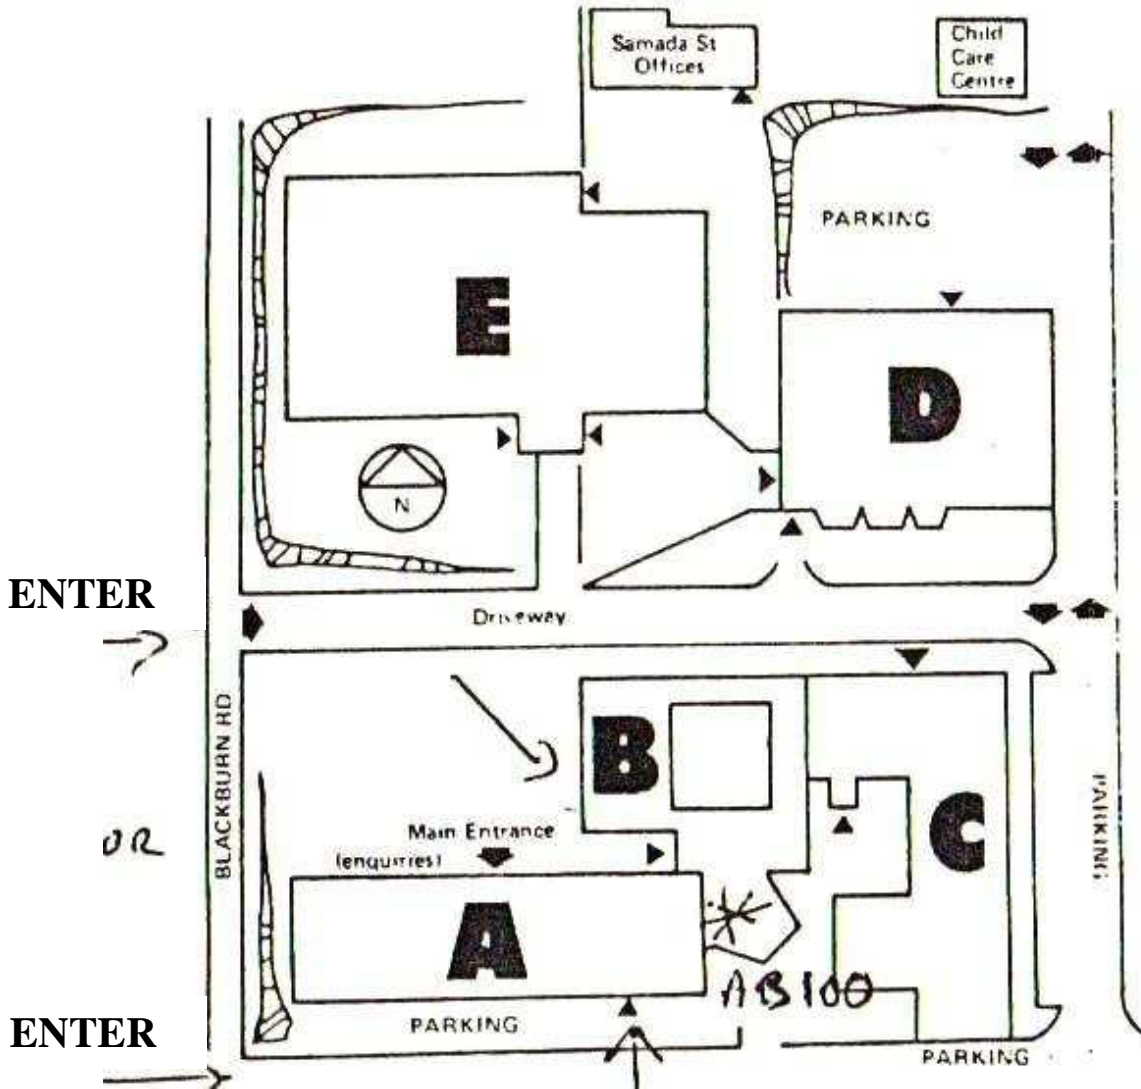 Samada St
Offices
Child
Care
Centre
PARKING
E
D
N
ENTER
Driveway
BLACKBURN RD
B
C
PARKING
OR
Main Entrance
(enquiries)
A
AB100
ENTER
PARKING
PARKING